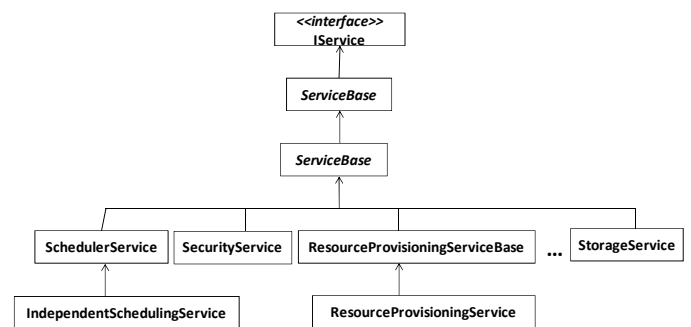 <<interface>>
IService
ServiceBase
ServiceBase
SchedulerService
SecurityService
ResourceProvisioningServiceBase
...
StorageService
IndependentSchedulingService
ResourceProvisioningService